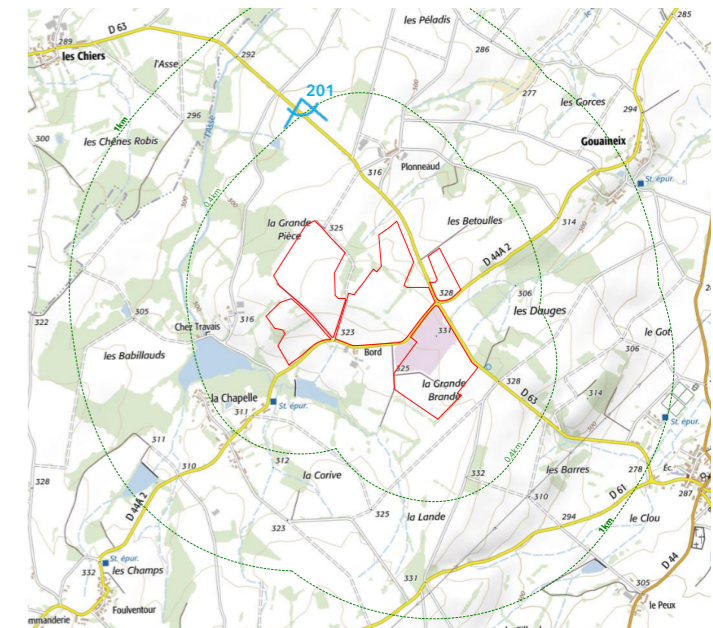 les Péladis
285
D 63
289
les Chiers
292
286
l'Asse
201
277
1km
les Gorces
296
294
300
les Chênes Robis
l'Asse
Gouaineix
316
Plonneaud
St. épur.
0.4km
la Grande
Pièce
325
les Betoulles
314
D 44A 2
328
306
305
316
les Dauges
322
Cher Travais
323
331
le Got
les Babillauds
Bord
306
325
la Grande
Brande
328
314
la Chapelle
St. épur.
D 63
311
St. épur.
311
0.4km
312
310
332
les Barres
278
Éc.
328
la Corive
D 61
287
310
D 44A 2
325
la Lande
294
le Clou
323
1km
St. épur.
D 44
332
les Champs
331
305
Foulventour
le Peux
mmanderie